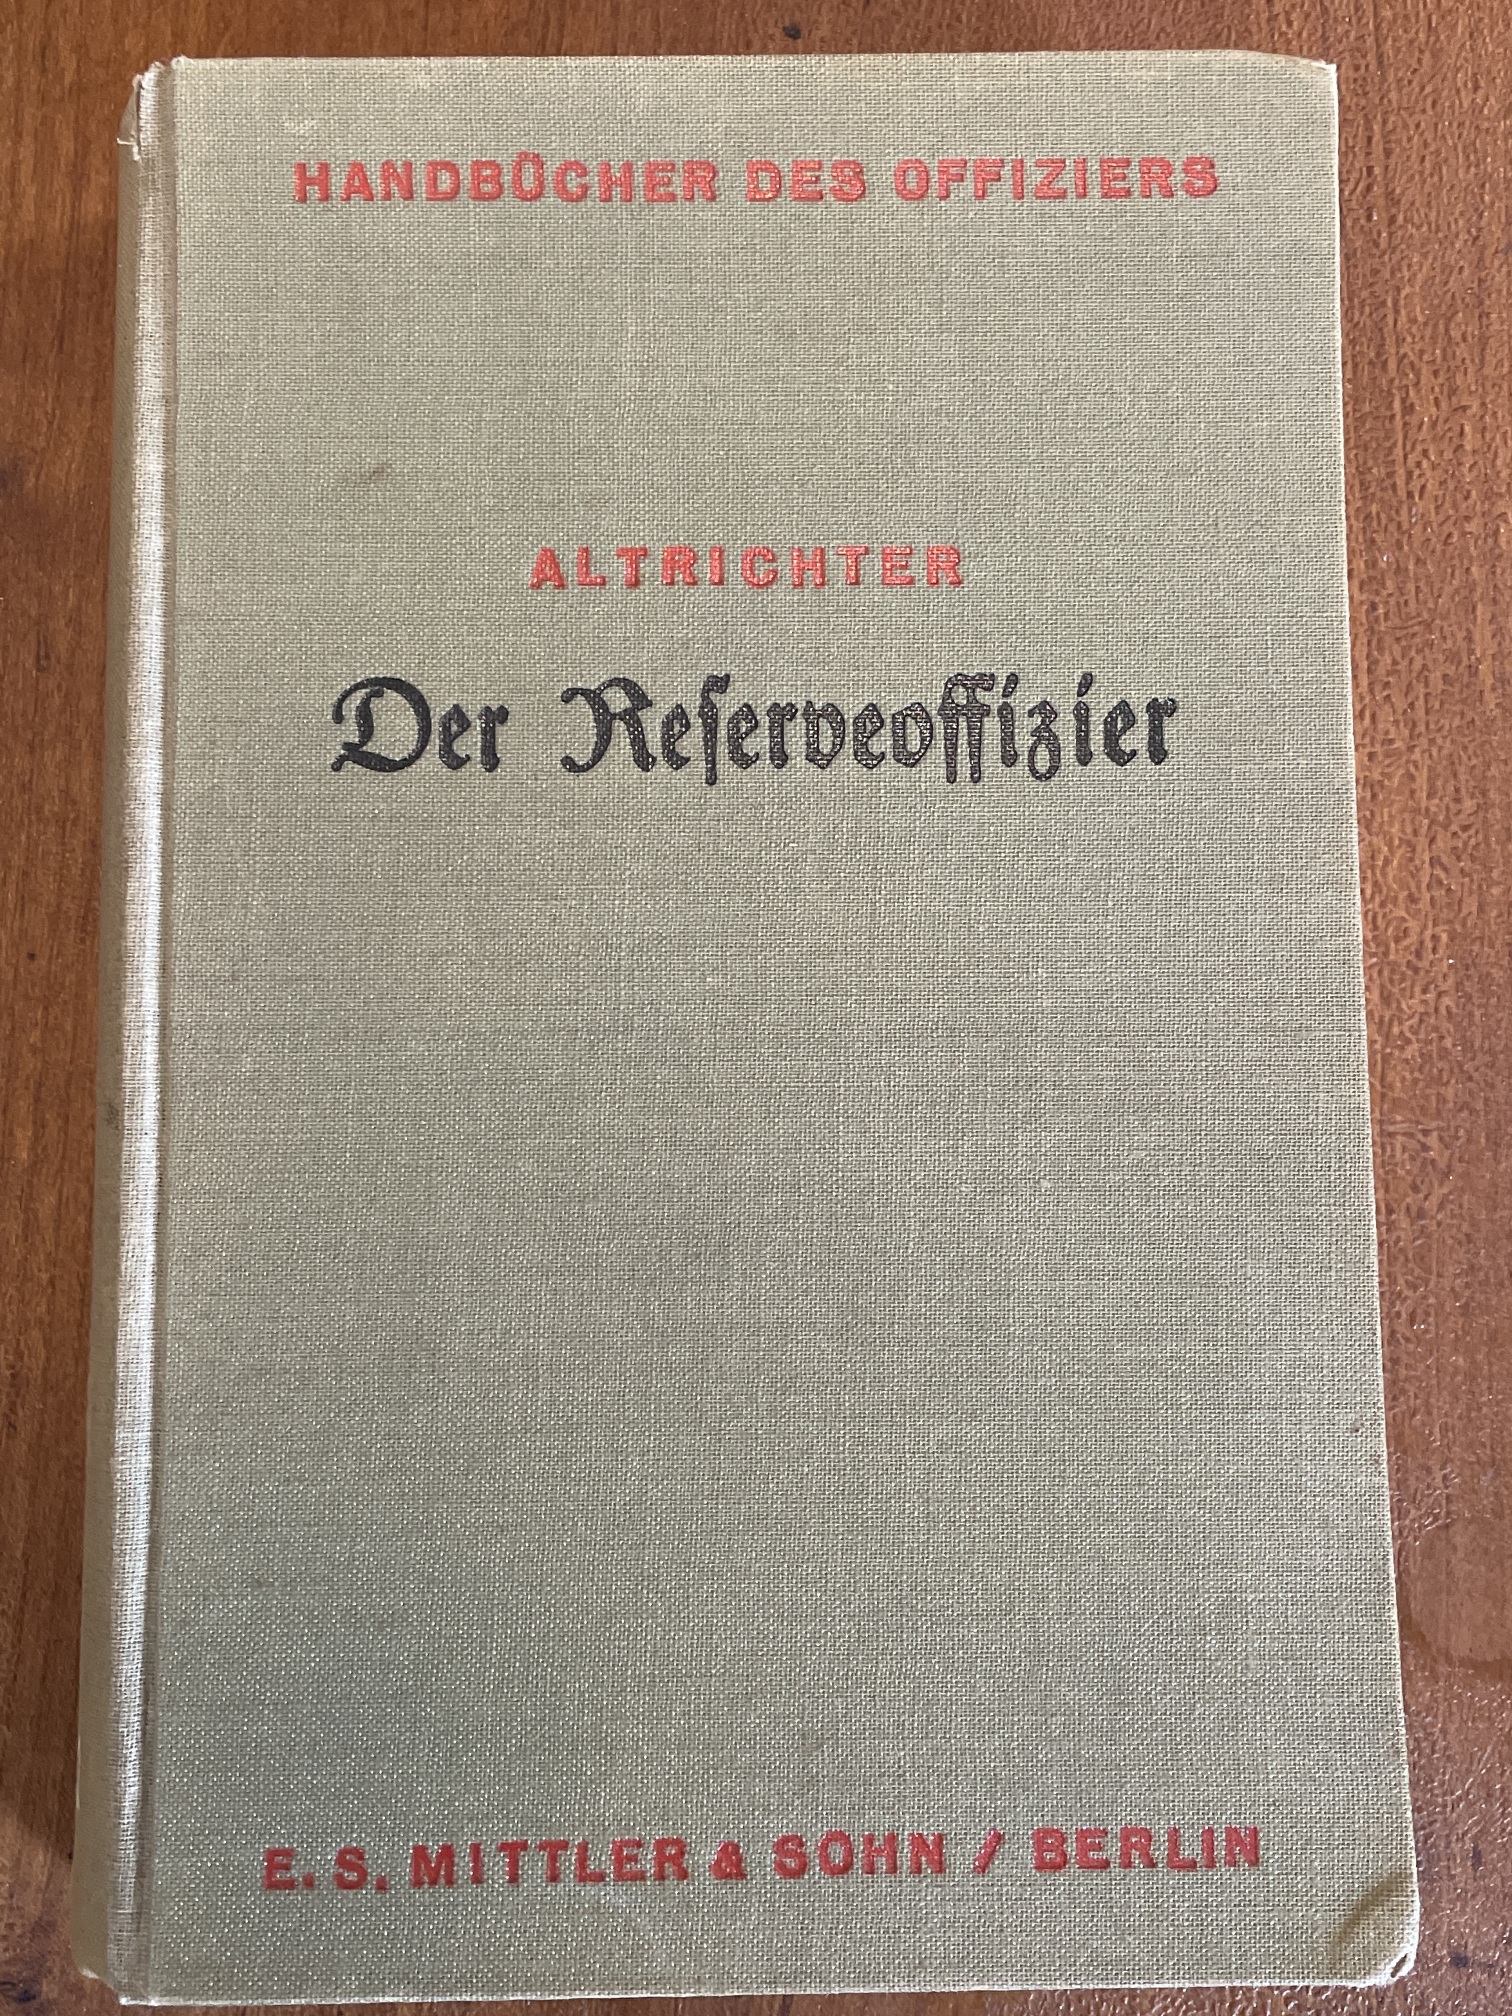 HANDBÜCHER DES OFFIZIERS
ALTRICHTER
Der Reſerveoffizier
E. S. MITTLER & SOHN / BERLIN